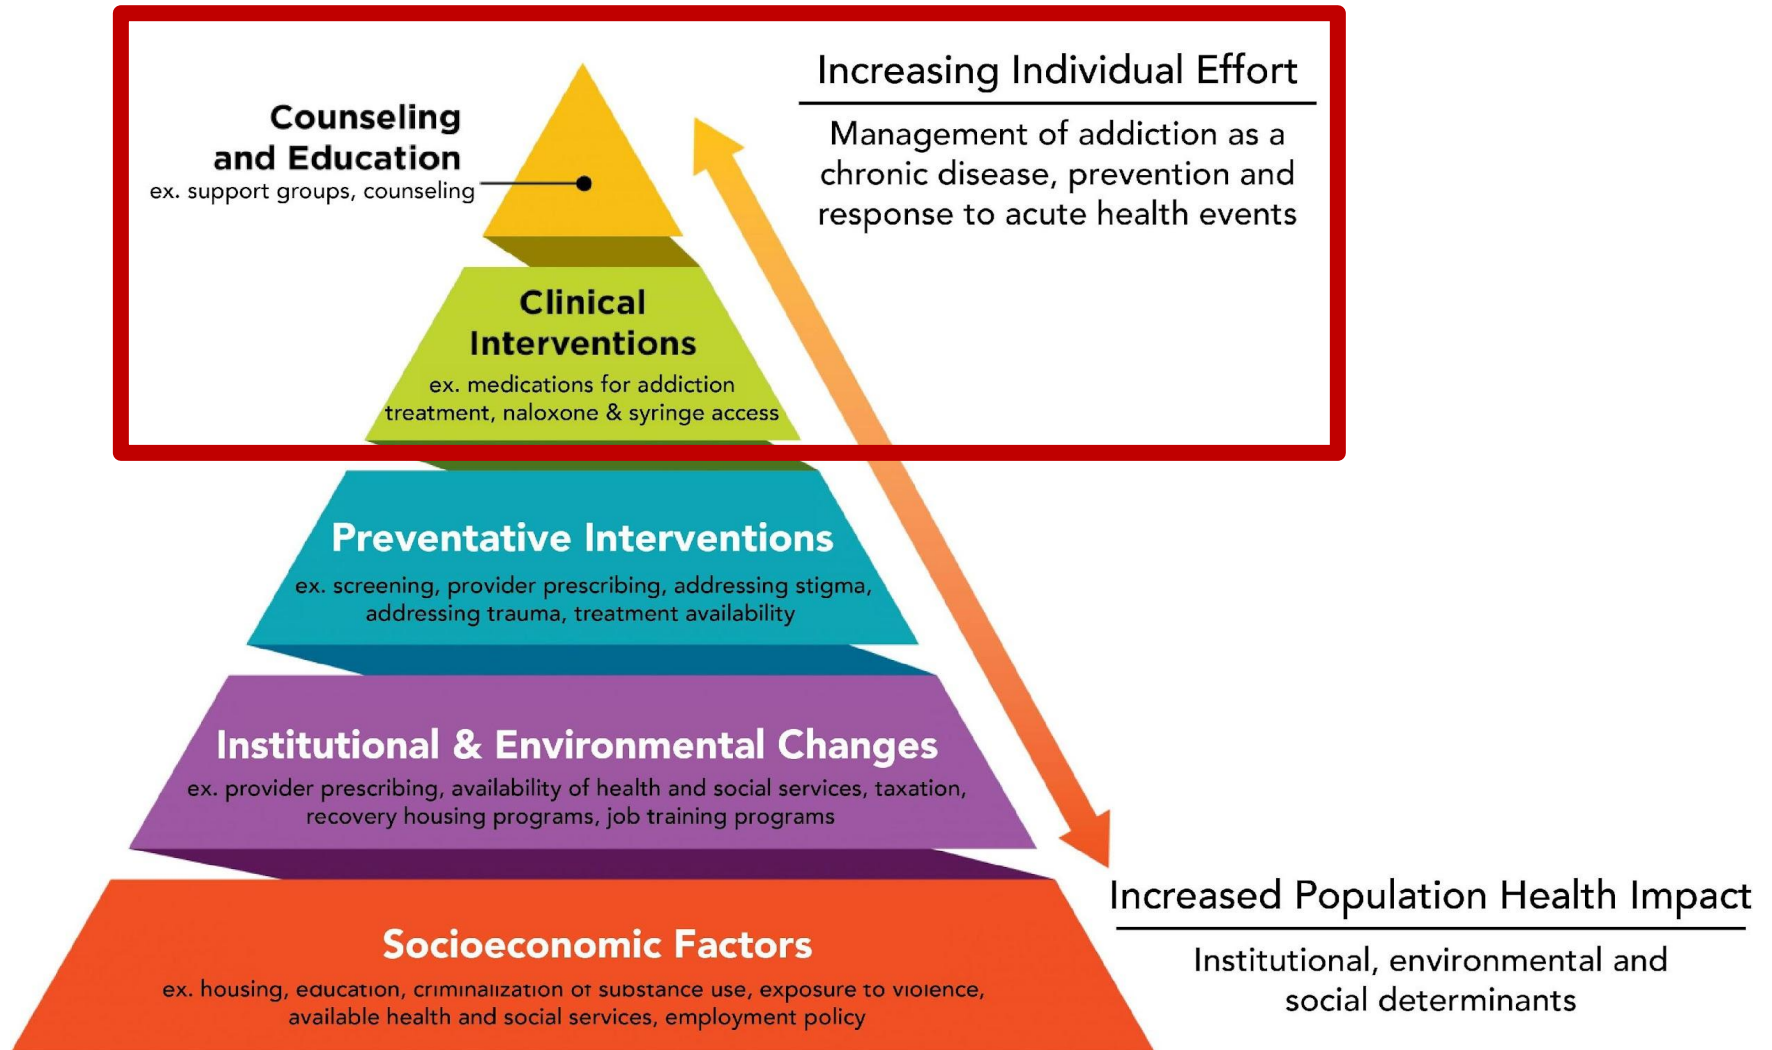 Increasing Individual Effort
Management of addiction as a
chronic disease, prevention and
response to acute health events
Counseling
and Education
ex. support groups, counseling
Clinical
Interventions
ex. medications for addiction
treatment, naloxone & syringe access
Preventative Interventions
ex. screening, provider prescribing, addressing stigma,
addressing trauma, treatment availability
Institutional & Environmental Changes
ex. provider prescribing, availability of health and social services, taxation,
recovery housing programs, job training programs
Socioeconomic Factors
ex. housing, education, criminalization of substance use, exposure to violence,
available health and social services, employment policy
Increased Population Health Impact
Institutional, environmental and
social determinants